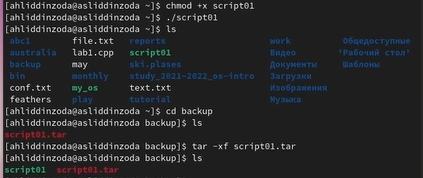 [ahliddinzoda@asliddinzoda ~]$ chmod +x script01
[ahliddinzoda@asliddinzoda ~]$ ./script01
[ahliddinzoda@asliddinzoda ~]$ ls
abc1 file.txt reports work Общедоступные
australia lab1.cpp script01 Видео 'Рабочий стол'
backup may ski.plases Документы Шаблоны
bin monthly study_2021-2022_os-intro Загрузки
conf.txt my_os text.txt Изображения
feathers play tutorial Музыка
[ahliddinzoda@asliddinzoda ~]$ cd backup
[ahliddinzoda@asliddinzoda backup]$ ls
script01.tar
[ahliddinzoda@asliddinzoda backup]$ tar -xf script01.tar
[ahliddinzoda@asliddinzoda backup]$ ls
script01 script01.tar